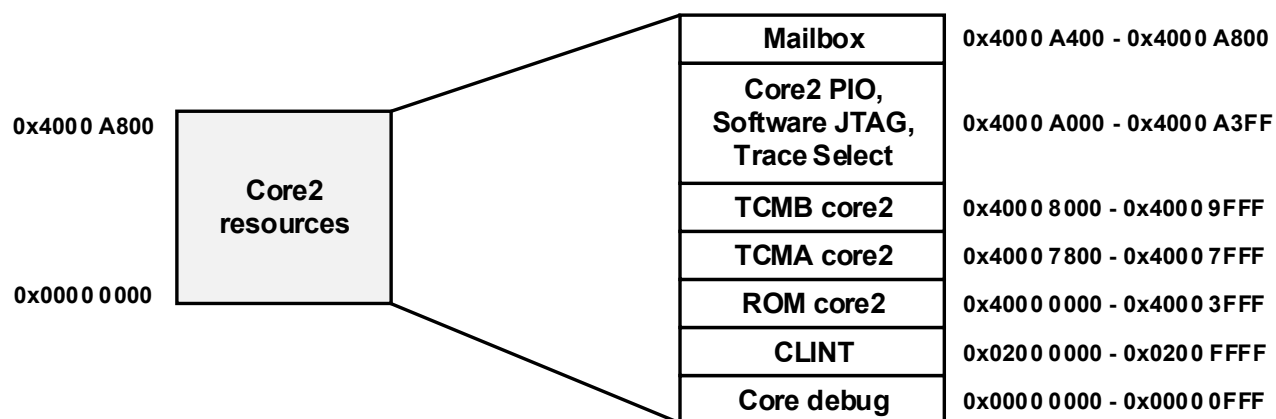 0x4000 A800
Core2
resources
0x0000 0000
Mailbox 0x4000 A400 - 0x4000 A800
Core2 PIO,
Software JTAG, 0x4000 A000 - 0x4000 A3FF
Trace Select
TCMB core2 0x4000 8000 - 0x4000 9FFF
TCMA core2 0x4000 7800 - 0x4000 7FFF
ROM core2 0x4000 0000 - 0x4000 3FFF
CLINT 0x0200 0000 - 0x0200 FFFF
Core debug 0x0000 0000 - 0x0000 0FFF